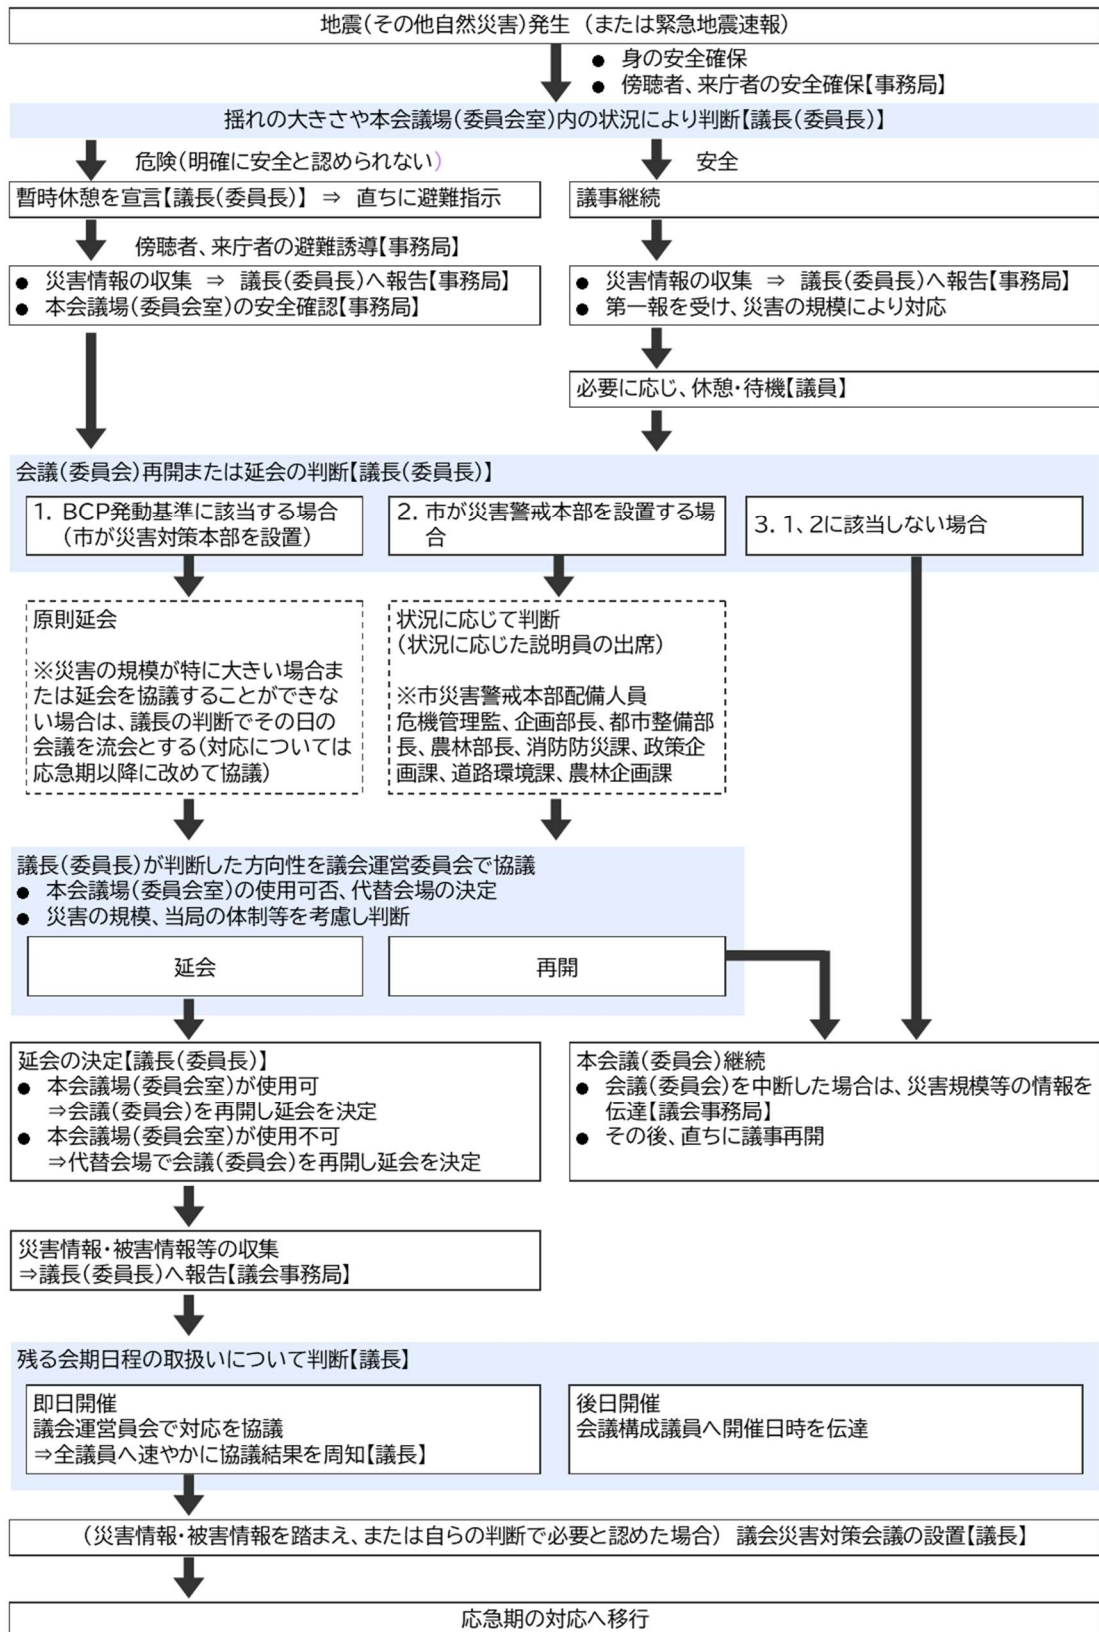 地震(その他自然災害)発生 (または緊急地震速報)
● 身の安全確保
● 傍聴者、来庁者の安全確保【事務局】
揺れの大きさや本会議場(委員会室)内の状況により判断【議長(委員長)】
危険(明確に安全と認められない)
安全
暫時休憩を宣言【議長(委員長)】 ⇒ 直ちに避難指示
議事継続
傍聴者、来庁者の避難誘導【事務局】
● 災害情報の収集 ⇒ 議長(委員長)へ報告【事務局】
● 本会議場(委員会室)の安全確認【事務局】
● 災害情報の収集 ⇒ 議長(委員長)へ報告【事務局】
● 第一報を受け、災害の規模により対応
必要に応じ、休憩・待機【議員】
会議(委員会)再開または延会の判断【議長(委員長)】
1. BCP発動基準に該当する場合
(市が災害対策本部を設置)
2. 市が災害警戒本部を設置する場
合
3. 1、2に該当しない場合
原則延会
※災害の規模が特に大きい場合ま
たは延会を協議することができな
い場合は、議長の判断でその日の
会議を流会とする(対応については
応急期以降に改めて協議)
状況に応じて判断
(状況に応じた説明員の出席)
※市災害警戒本部配備人員
危機管理監、企画部長、都市整備部
長、農林部長、消防防災課、政策企
画課、道路環境課、農林企画課
議長(委員長)が判断した方向性を議会運営委員会で協議
● 本会議場(委員会室)の使用可否、代替会場の決定
● 災害の規模、当局の体制等を考慮し判断
延会
再開
延会の決定【議長(委員長)】
● 本会議場(委員会室)が使用可
⇒会議(委員会)を再開し延会を決定
● 本会議場(委員会室)が使用不可
⇒代替会場で会議(委員会)を再開し延会を決定
本会議(委員会)継続
● 会議(委員会)を中断した場合は、災害規模等の情報を
伝達【議会事務局】
● その後、直ちに議事再開
災害情報・被害情報等の収集
⇒議長(委員長)へ報告【議会事務局】
残る会期日程の取扱いについて判断【議長】
即日開催
議会運営員会で対応を協議
⇒全議員へ速やかに協議結果を周知【議長】
後日開催
会議構成議員へ開催日時を伝達
(災害情報・被害情報を踏まえ、または自らの判断で必要と認めた場合) 議会災害対策会議の設置【議長】
応急期の対応へ移行